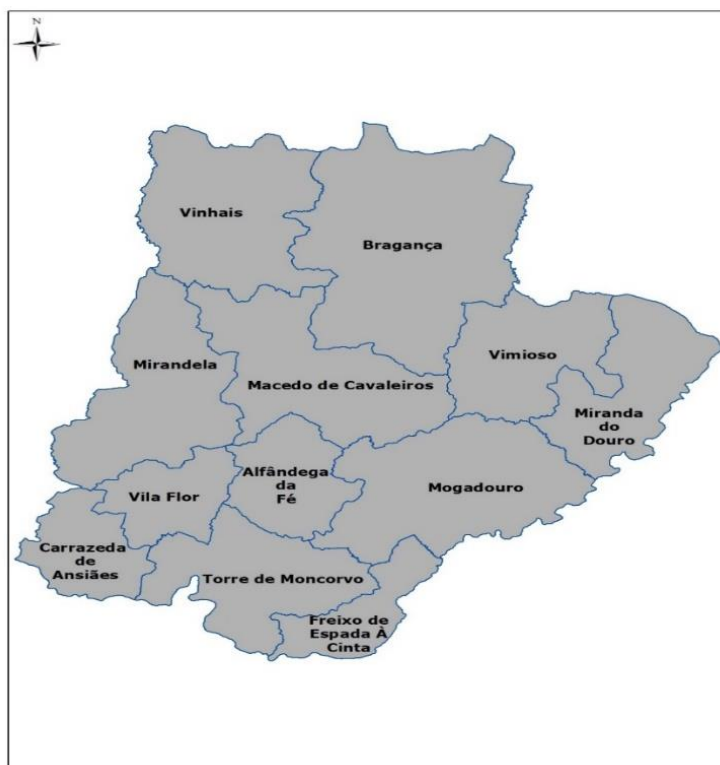 N
Vinhais
Bragança
Vimioso
Mirandela
Macedo de Cavaleiros
Miranda
do
Douro
Alfândega
da
Fé
Mogadouro
Vila Flor
Carrazeda
de
Ansiães
Torre de Moncorvo
Freixo de
Espada À
Cinta